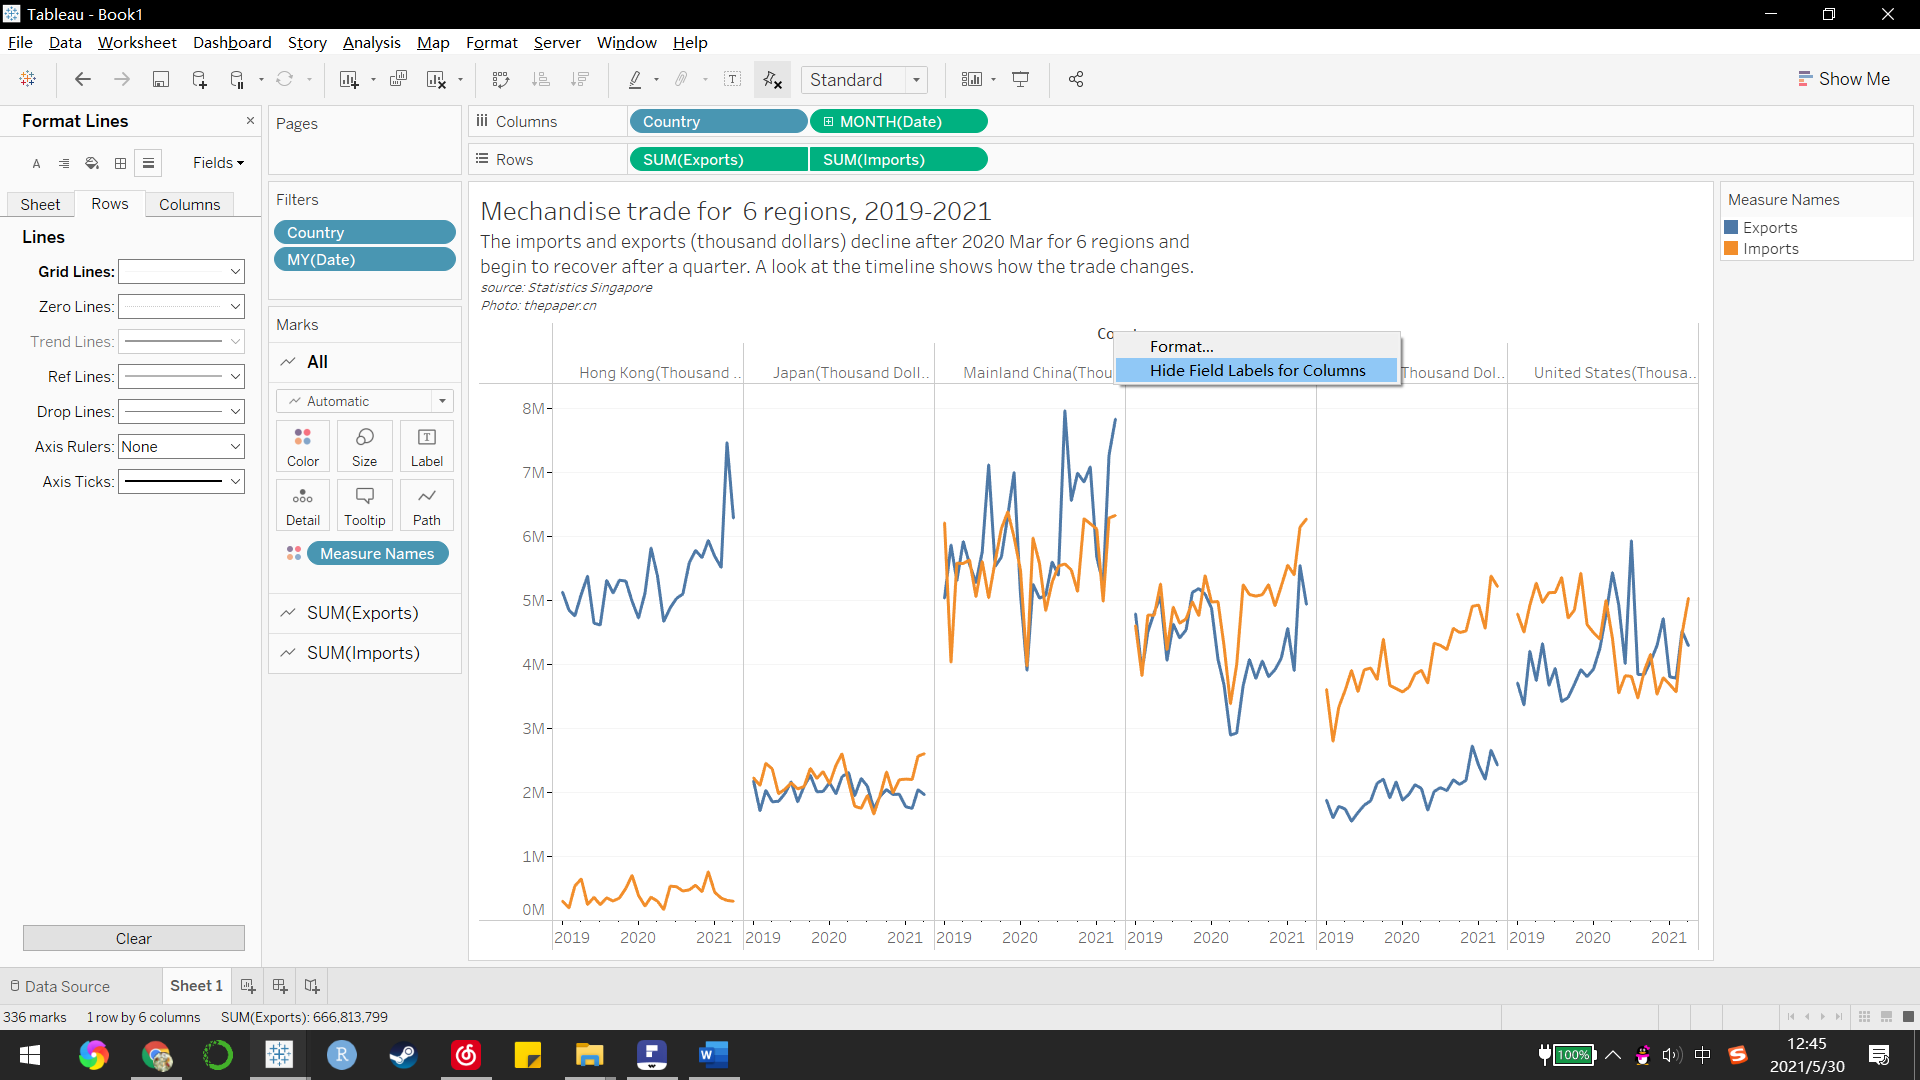 Tableau - Book1
File Data Worksheet Dashboard Story Analysis Map Format Server Window Help
Standard
Show Me
Format Lines
Fields
Sheet Rows Columns
Lines
Grid Lines:
Zero Lines:
Trend Lines:
Ref Lines:
Drop Lines:
Axis Rulers: None
Axis Ticks:
Clear
Pages
Filters
Country
MY(Date)
Marks
All
Automatic
Color Size Label
Detail Tooltip Path
Measure Names
SUM(Exports)
SUM(Imports)
Columns Country MONTH(Date)
Rows SUM(Exports) SUM(Imports)
Mechandise trade for 6 regions, 2019-2021
The imports and exports (thousand dollars) decline after 2020 Mar for 6 regions and
begin to recover after a quarter. A look at the timeline shows how the trade changes.
source: Statistics Singapore
Photo: thepaper.cn
Format...
Hide Field Labels for Columns
Hong Kong(Thousand .. Japan(Thousand Doll.. Mainland China(Thou Thousand Dol.. United States(Thousa..
8M
7M
6M
5M
4M
3M
2M
1M
0M
2019 2020 2021 2019 2020 2021 2019 2020 2021 2019 2020 2021 2019 2020 2021 2019 2020 2021
Measure Names
Exports
Imports
Data Source Sheet 1
336 marks 1 row by 6 columns SUM(Exports): 666,813,799
100% 中 12:45
2021/5/30